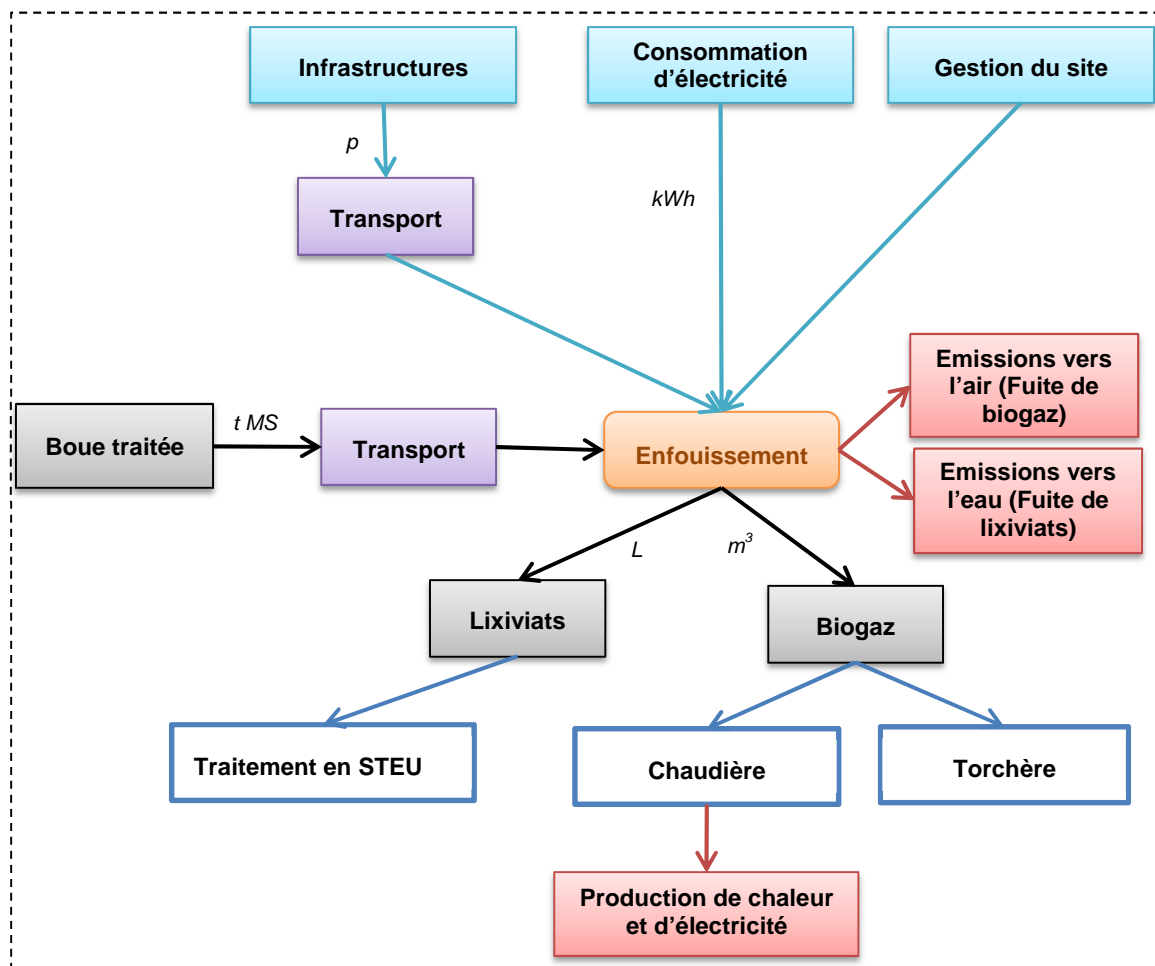 Infrastructures
Consommation
d’électricité
Gestion du site
p
kWh
Transport
Emissions vers
l’air (Fuite de
biogaz)
t MS
Boue traitée
Transport
Enfouissement
Emissions vers
l’eau (Fuite de
lixiviats)
L
m³
Lixiviats
Biogaz
Traitement en STEU
Chaudière
Torchère
Production de chaleur
et d’électricité